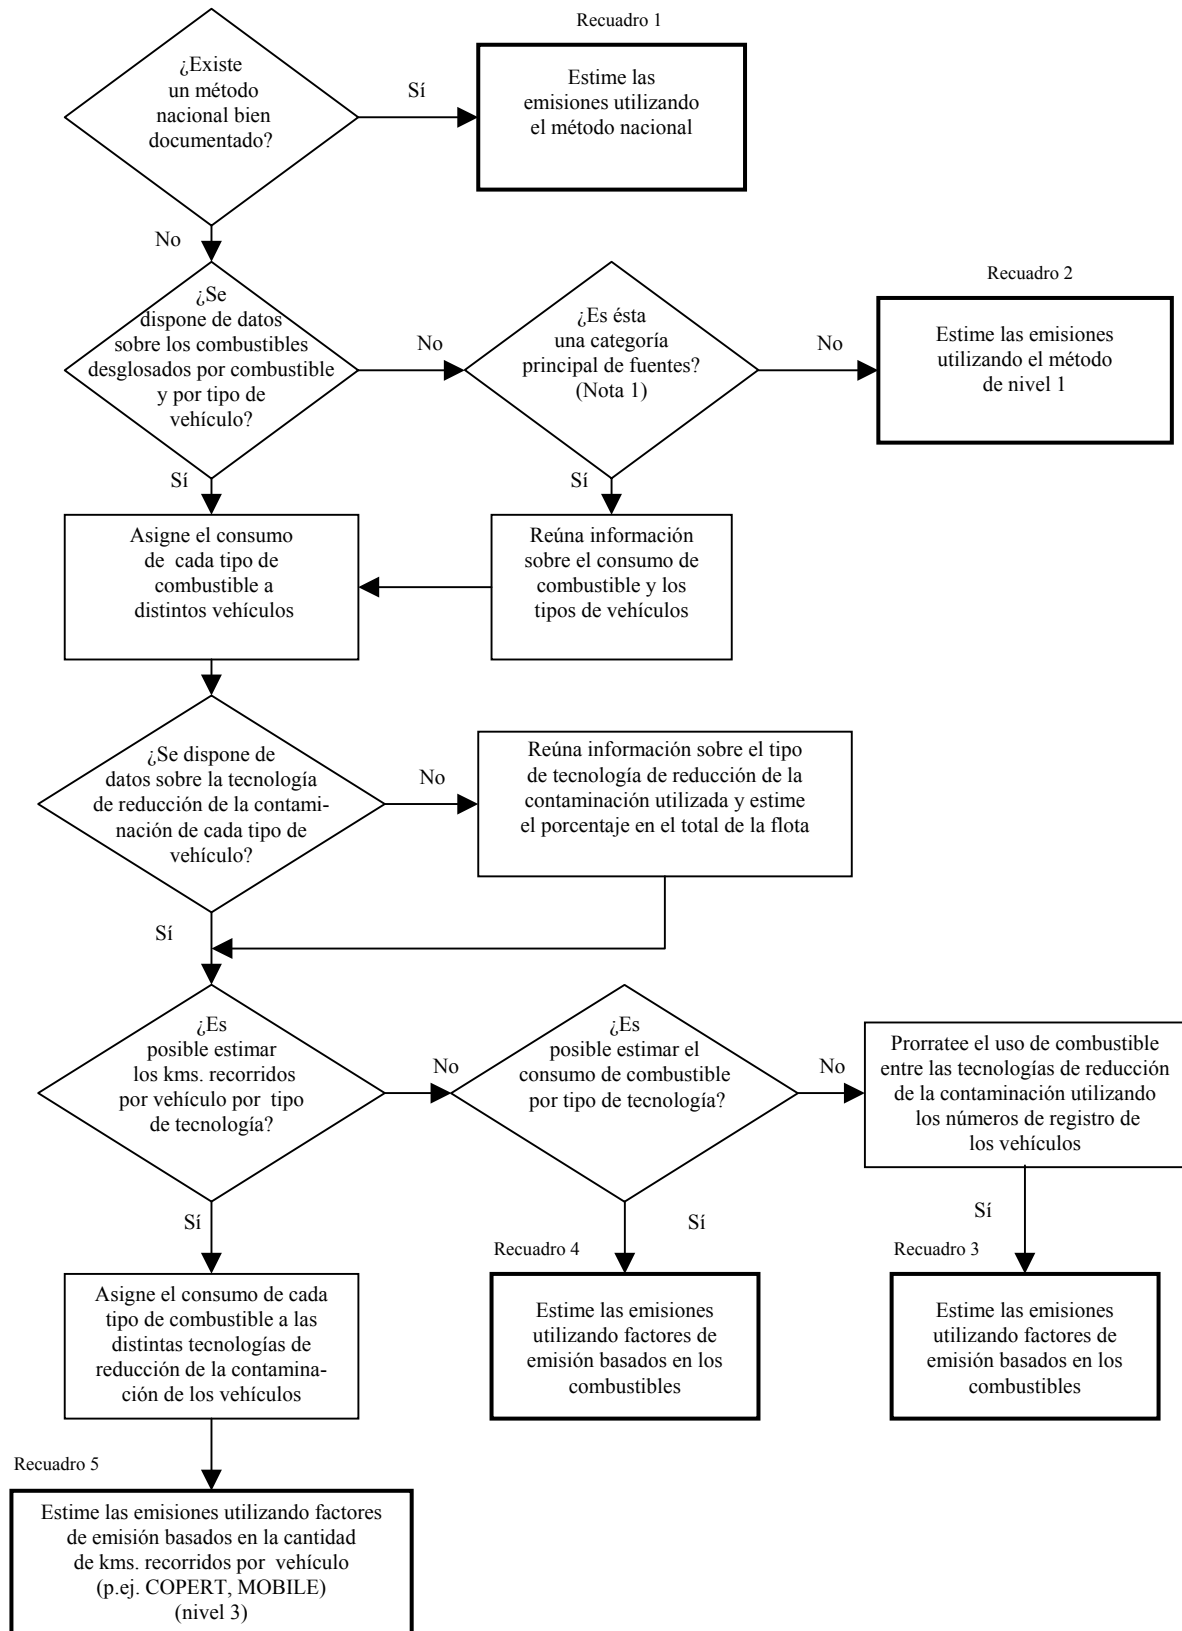 Recuadro 1
¿Existe
un método
nacional bien
documentado?
Sí
Estime las
emisiones utilizando
el método nacional
No
Recuadro 2
¿Se
dispone de datos
sobre los combustibles
desglosados por combustible
y por tipo de
vehículo?
No
¿Es ésta
una categoría
principal de fuentes?
(Nota 1)
No
Estime las emisiones
utilizando el método
de nivel 1
Sí
Sí
Asigne el consumo
de cada tipo de
combustible a
distintos vehículos
Reúna información
sobre el consumo de
combustible y los
tipos de vehículos
¿Se dispone de
datos sobre la tecnología
de reducción de la contami-
nación de cada tipo de
vehículo?
No
Reúna información sobre el tipo
de tecnología de reducción de la
contaminación utilizada y estime
el porcentaje en el total de la flota
Sí
¿Es
posible estimar
los kms. recorridos
por vehículo por tipo
de tecnología?
No
¿Es
posible estimar el
consumo de combustible
por tipo de tecnología?
No
Prorratee el uso de combustible
entre las tecnologías de reducción
de la contaminación utilizando
los números de registro de
los vehículos
Sí
Sí
Sí
Recuadro 4
Recuadro 3
Asigne el consumo de cada
tipo de combustible a las
distintas tecnologías de
reducción de la contamina-
ción de los vehículos
Estime las emisiones
utilizando factores de
emisión basados en los
combustibles
Estime las emisiones
utilizando factores de
emisión basados en los
combustibles
Recuadro 5
Estime las emisiones utilizando factores
de emisión basados en la cantidad
de kms. recorridos por vehículo
(p.ej. COPERT, MOBILE)
(nivel 3)